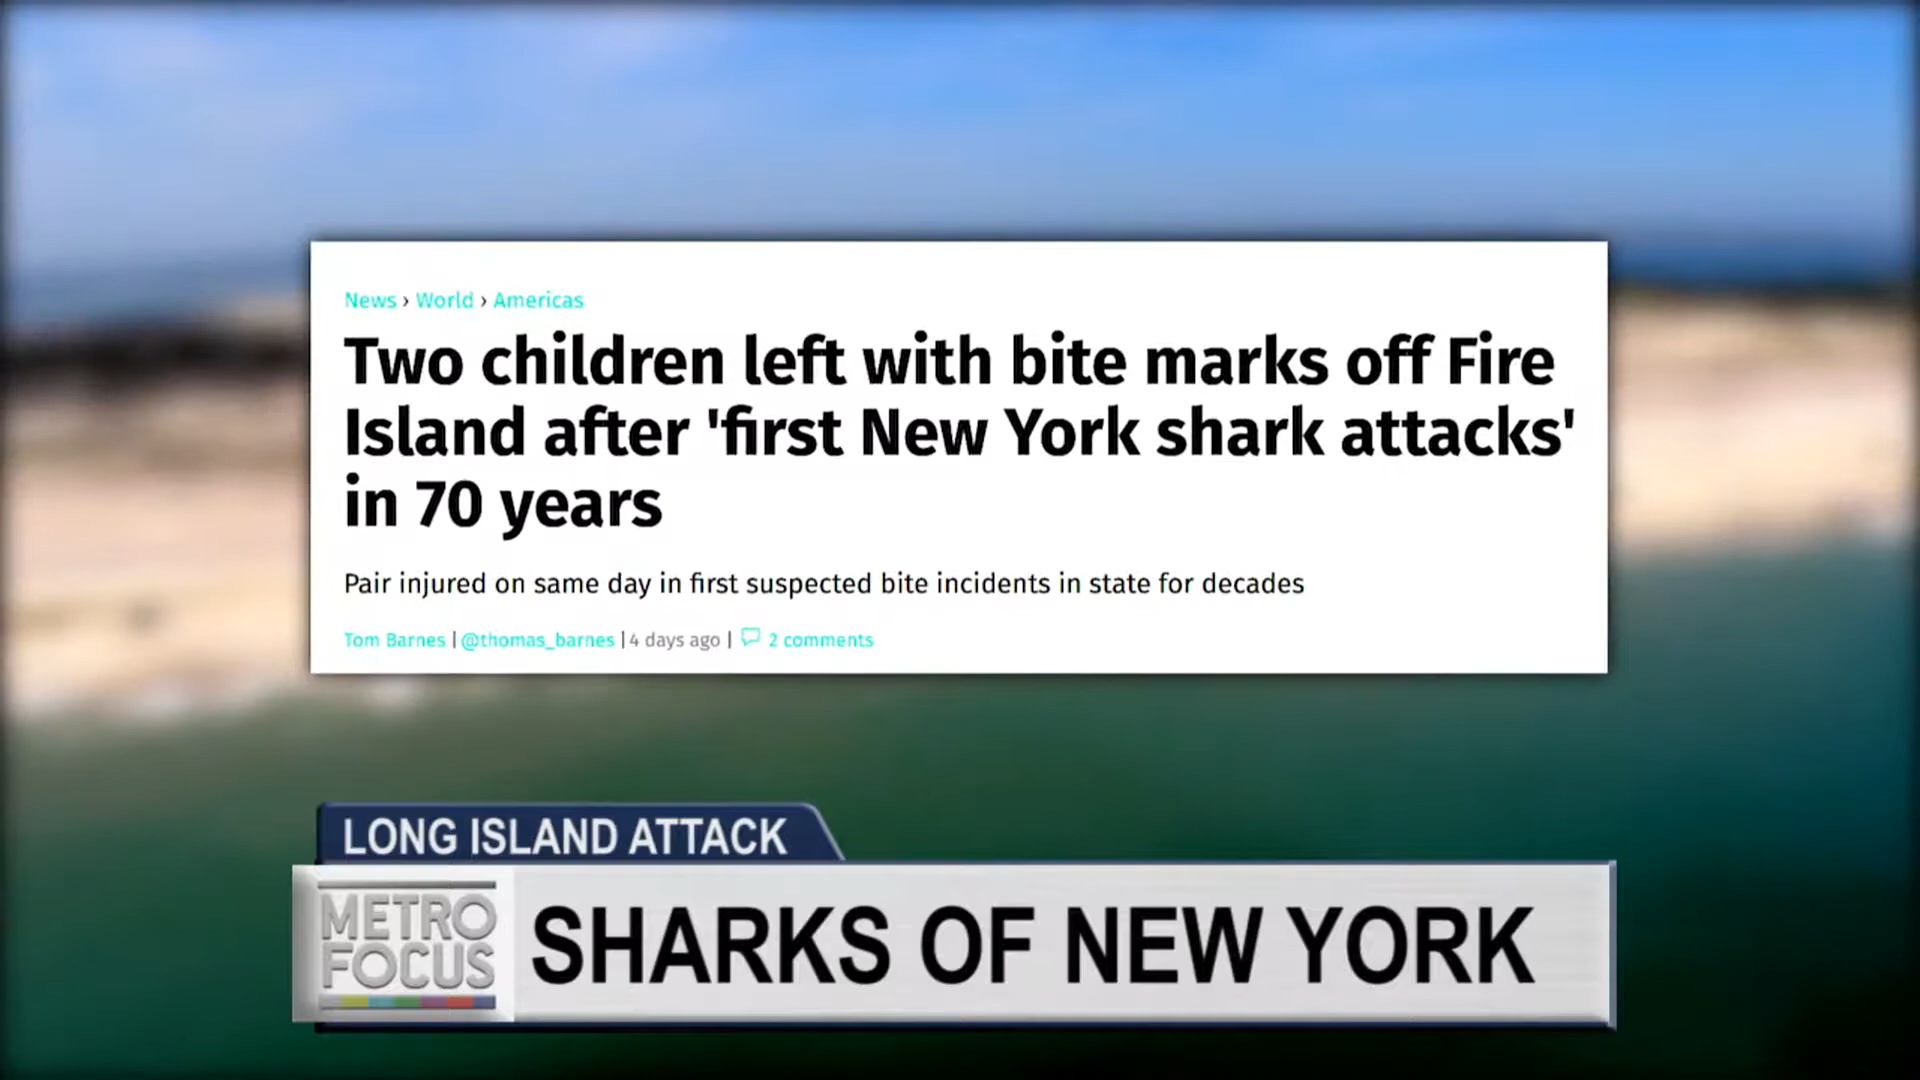 News › World › Americas
Two children left with bite marks off Fire
Island after 'first New York shark attacks'
in 70 years
Pair injured on same day in first suspected bite incidents in state for decades
Tom Barnes | @thomas_barnes | 4 days ago | 2 comments
LONG ISLAND ATTACK
METRO
FOCUS
SHARKS OF NEW YORK